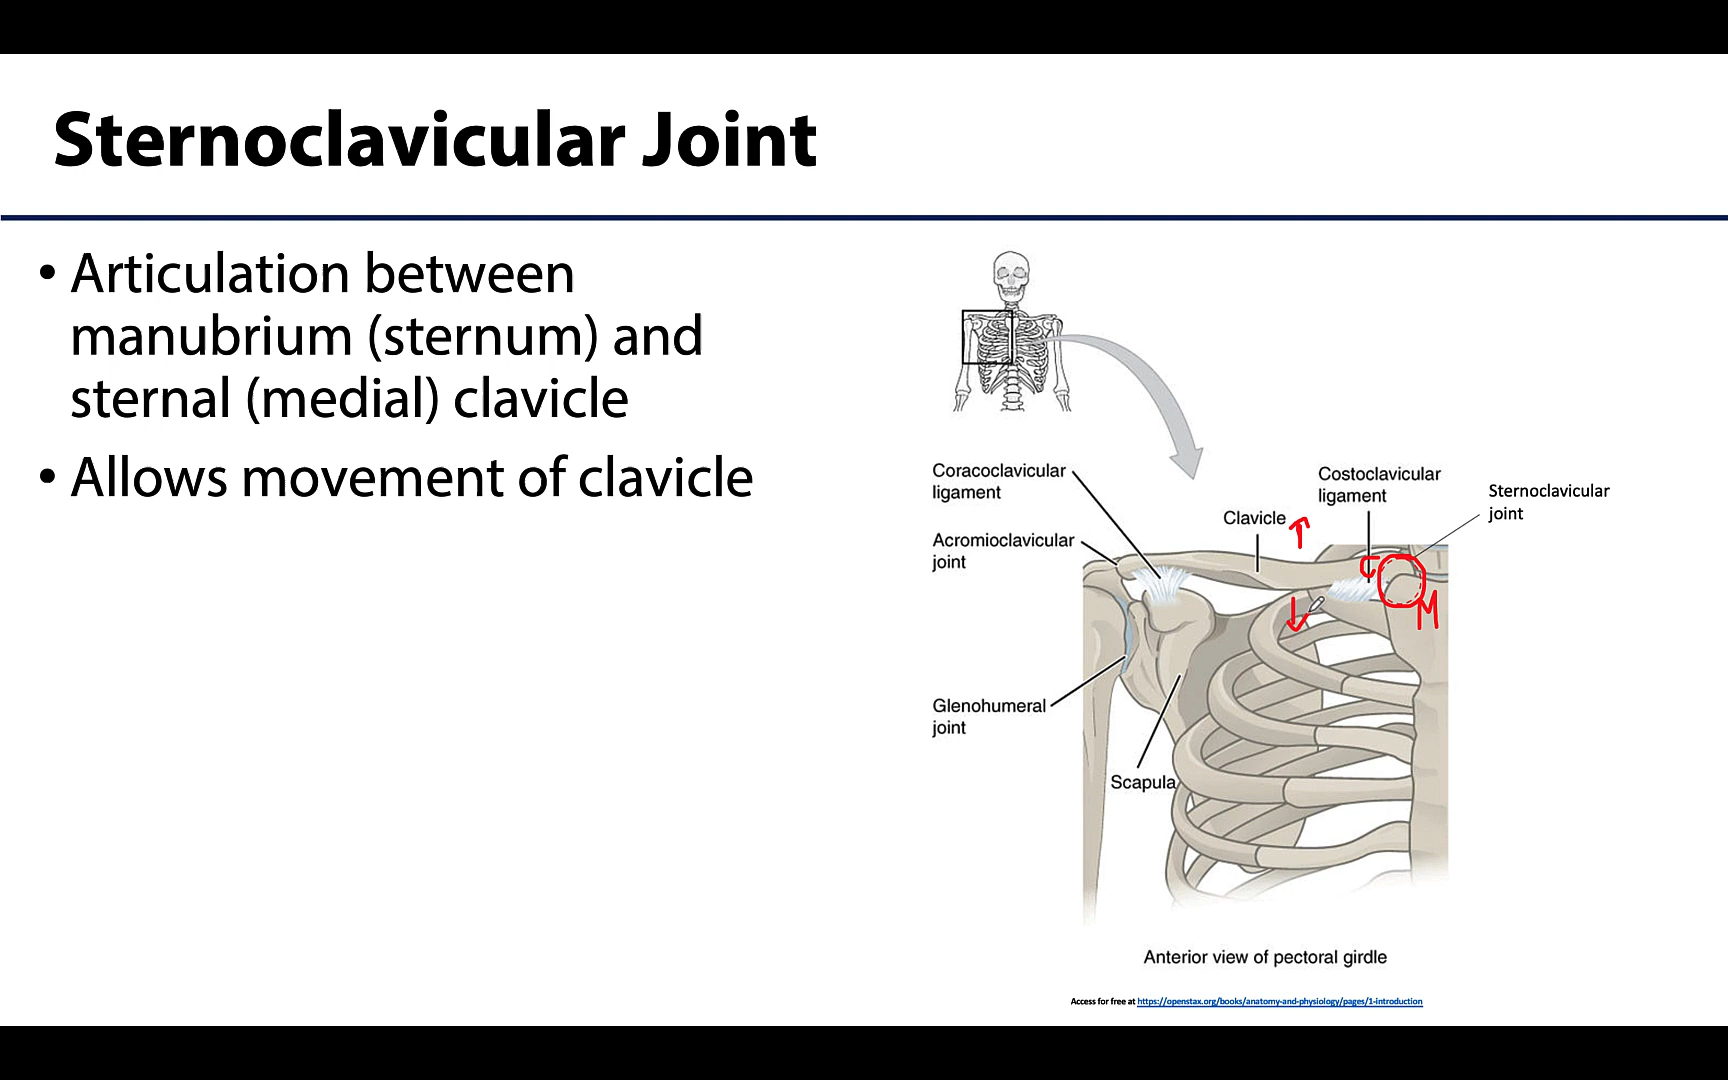 Sternoclavicular Joint
• Articulation between
manubrium (sternum) and
sternal (medial) clavicle
• Allows movement of clavicle
Coracoclavicular
ligament
Acromioclavicular
joint
Clavicle
Costoclavicular
ligament
Sternoclavicular
joint
C
M
Glenohumeral
joint
Scapula
Anterior view of pectoral girdle
Access for free at https://openstax.org/books/anatomy-and-physiology/pages/1-introduction